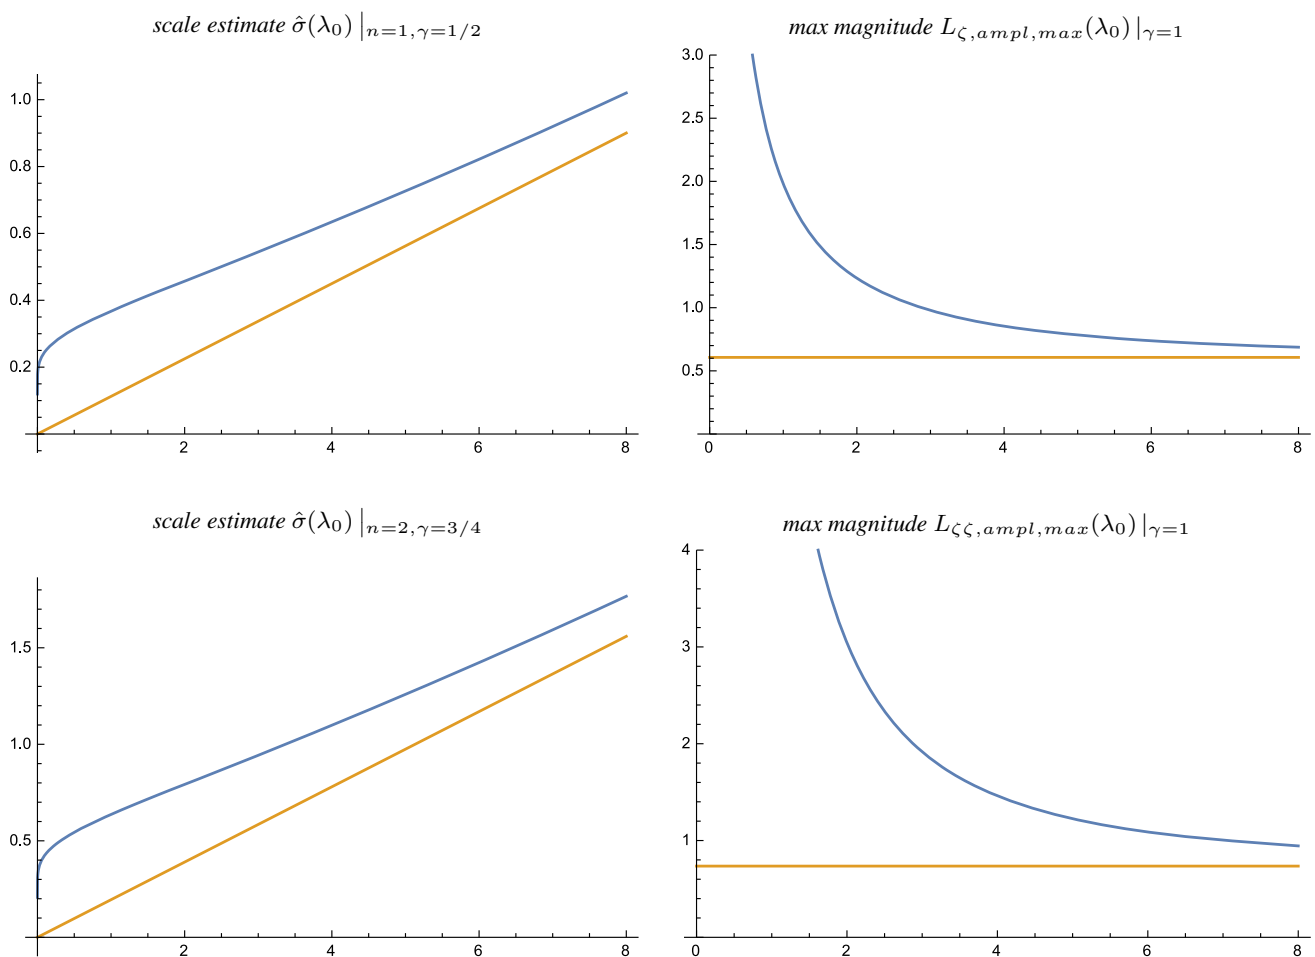 scale estimate σ̂(λ₀) |ₙ₌₁,γ₌₁/₂
max magnitude L_{ζ,ampl,max}(λ₀) |_{γ=1}
1.0
0.8
0.6
0.4
0.2
2 4 6 8
3.0
2.5
2.0
1.5
1.0
0.5
0 2 4 6 8
scale estimate σ̂(λ₀) |_{n=2,γ=3/4}
max magnitude L_{ζζ,ampl,max}(λ₀) |_{γ=1}
1.5
1.0
0.5
2 4 6 8
4
3
2
1
0 2 4 6 8